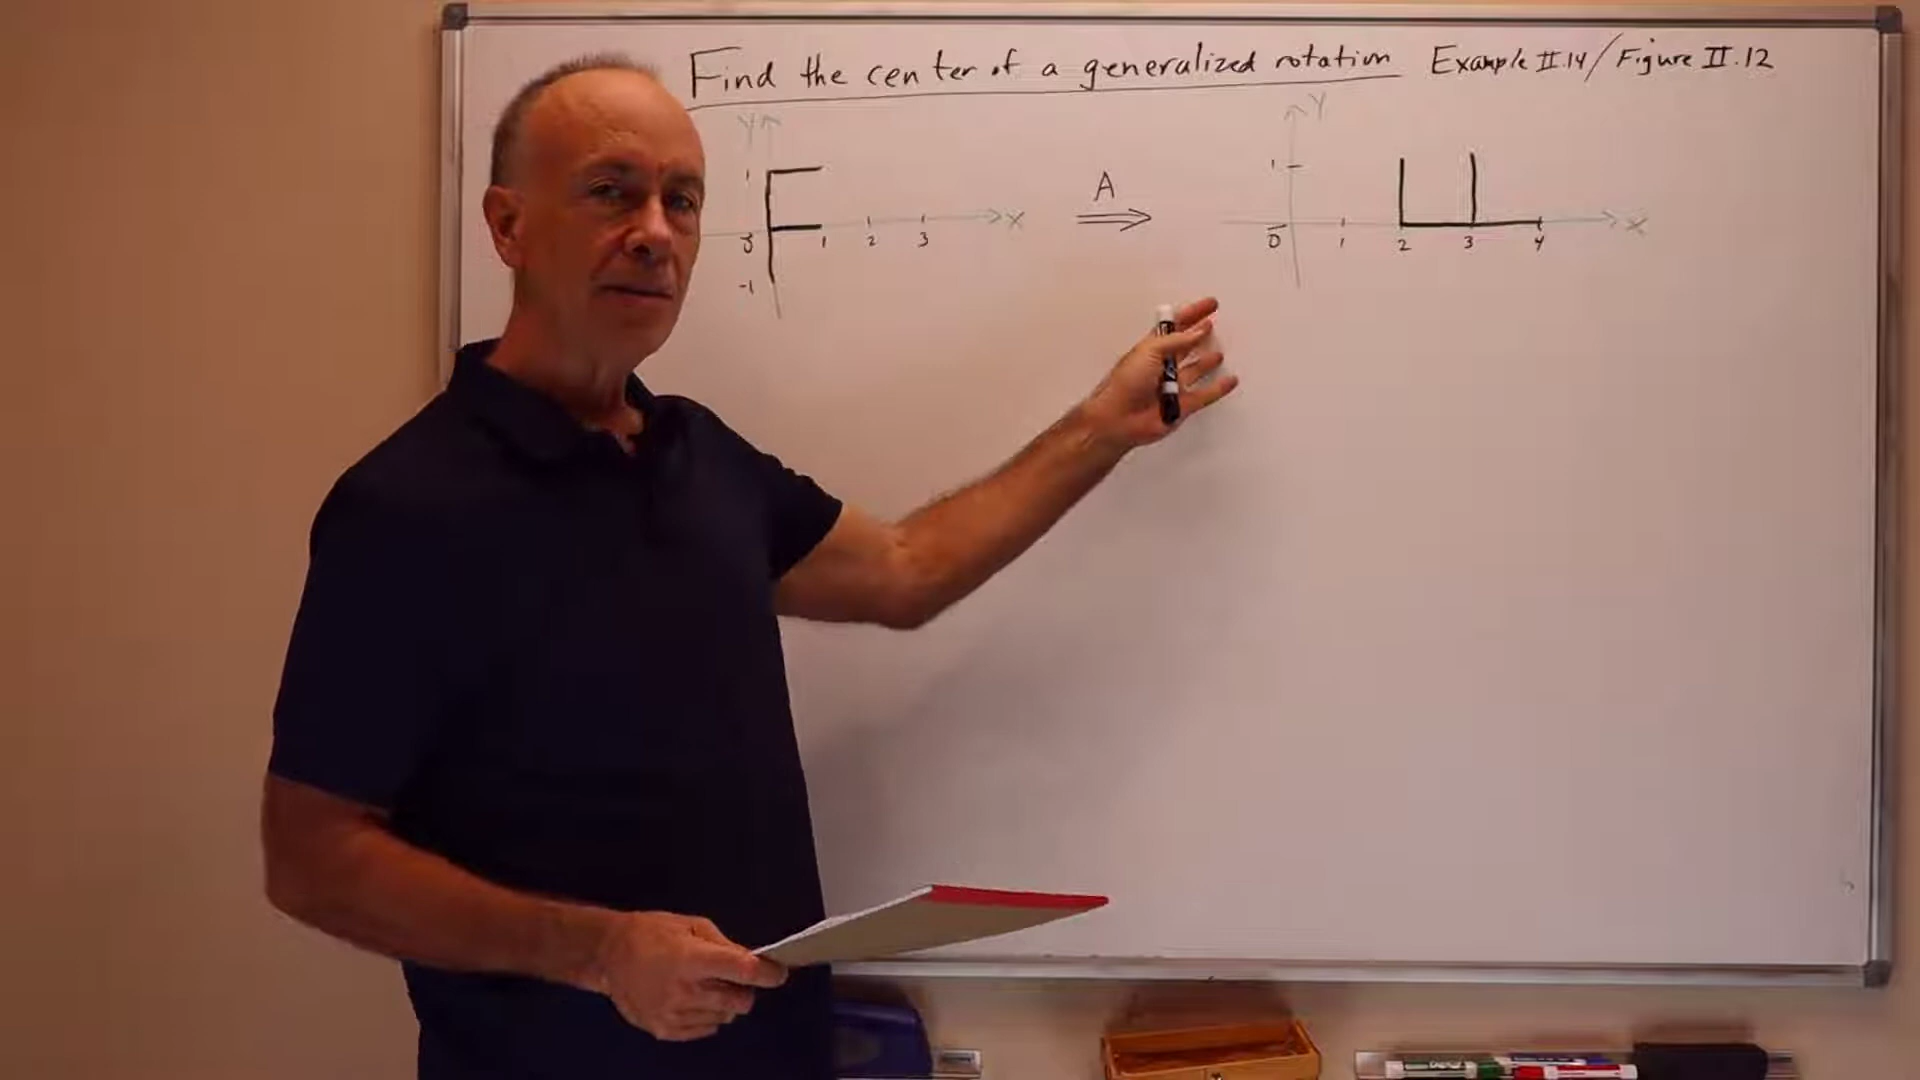 Find the center of a generalized rotation Example II.14/Figure II.12
Y
1
0 1 2 3 X
-1
A
Y
1
0 1 2 3 4 X